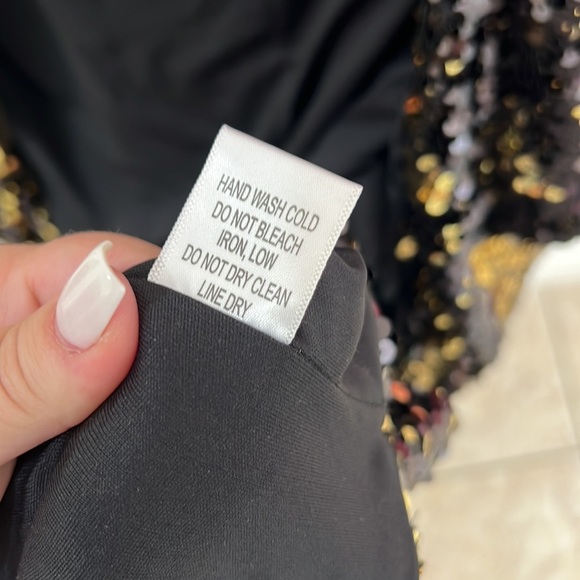 HAND WASH COLD
DO NOT BLEACH
IRON, LOW
DO NOT DRY CLEAN
LINE DRY